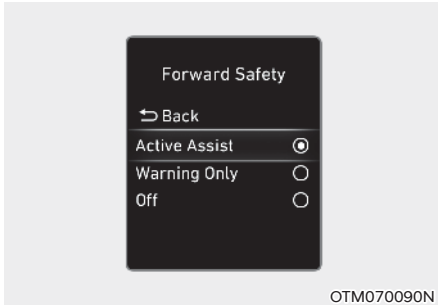 Forward Safety
Back
Active Assist
Warning Only
Off
OTM070090N